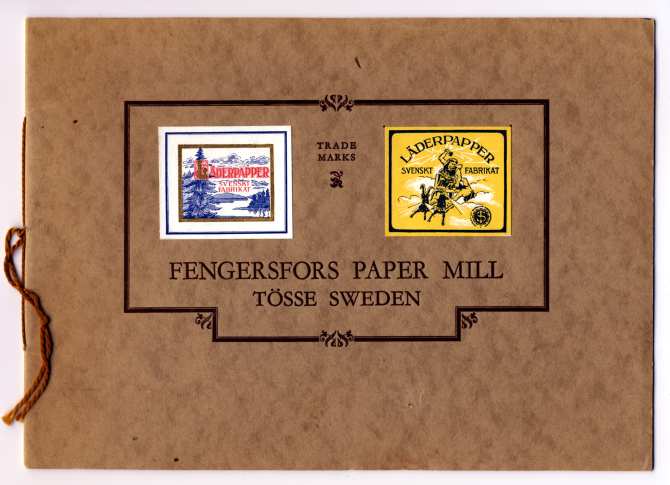 TRADE
MARKS
LÄDERPAPPER
SVENSKT
FABRIKAT
LÄDERPAPPER
SVENSKT FABRIKAT
FENGERSFORS PAPER MILL
TÖSSE SWEDEN